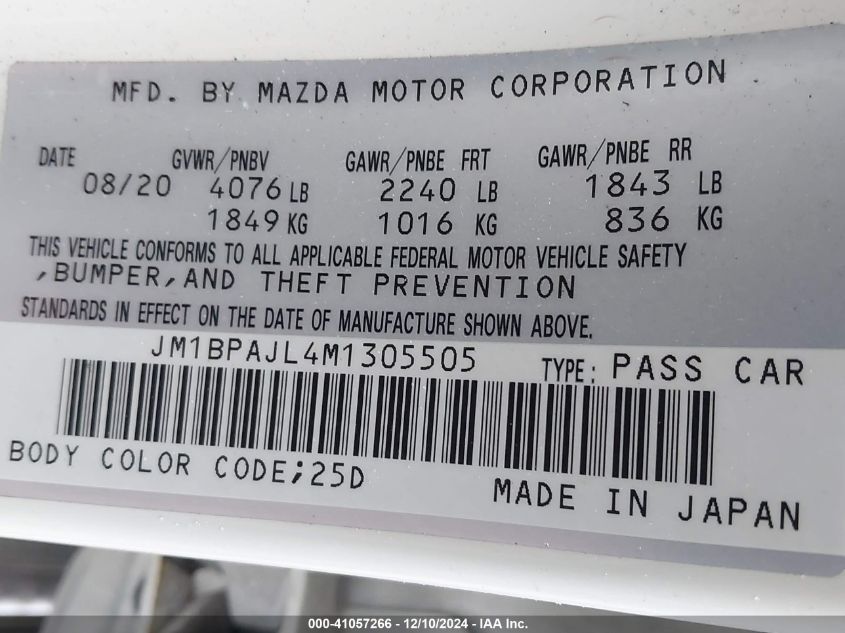 MFD. BY MAZDA MOTOR CORPORATION
DATE GVWR/PNBV GAWR/PNBE FRT GAWR/PNBE RR
08/20 4076 LB 2240 LB 1843 LB
1849 KG 1016 KG 836 KG
THIS VEHICLE CONFORMS TO ALL APPLICABLE FEDERAL MOTOR VEHICLE SAFETY
,BUMPER,AND THEFT PREVENTION
STANDARDS IN EFFECT ON THE DATE OF MANUFACTURE SHOWN ABOVE.
JM1BPAJL4M1305505 TYPE: PASS CAR
BODY COLOR CODE;25D MADE IN JAPAN
000-41057266 - 12/10/2024 - IAA Inc.